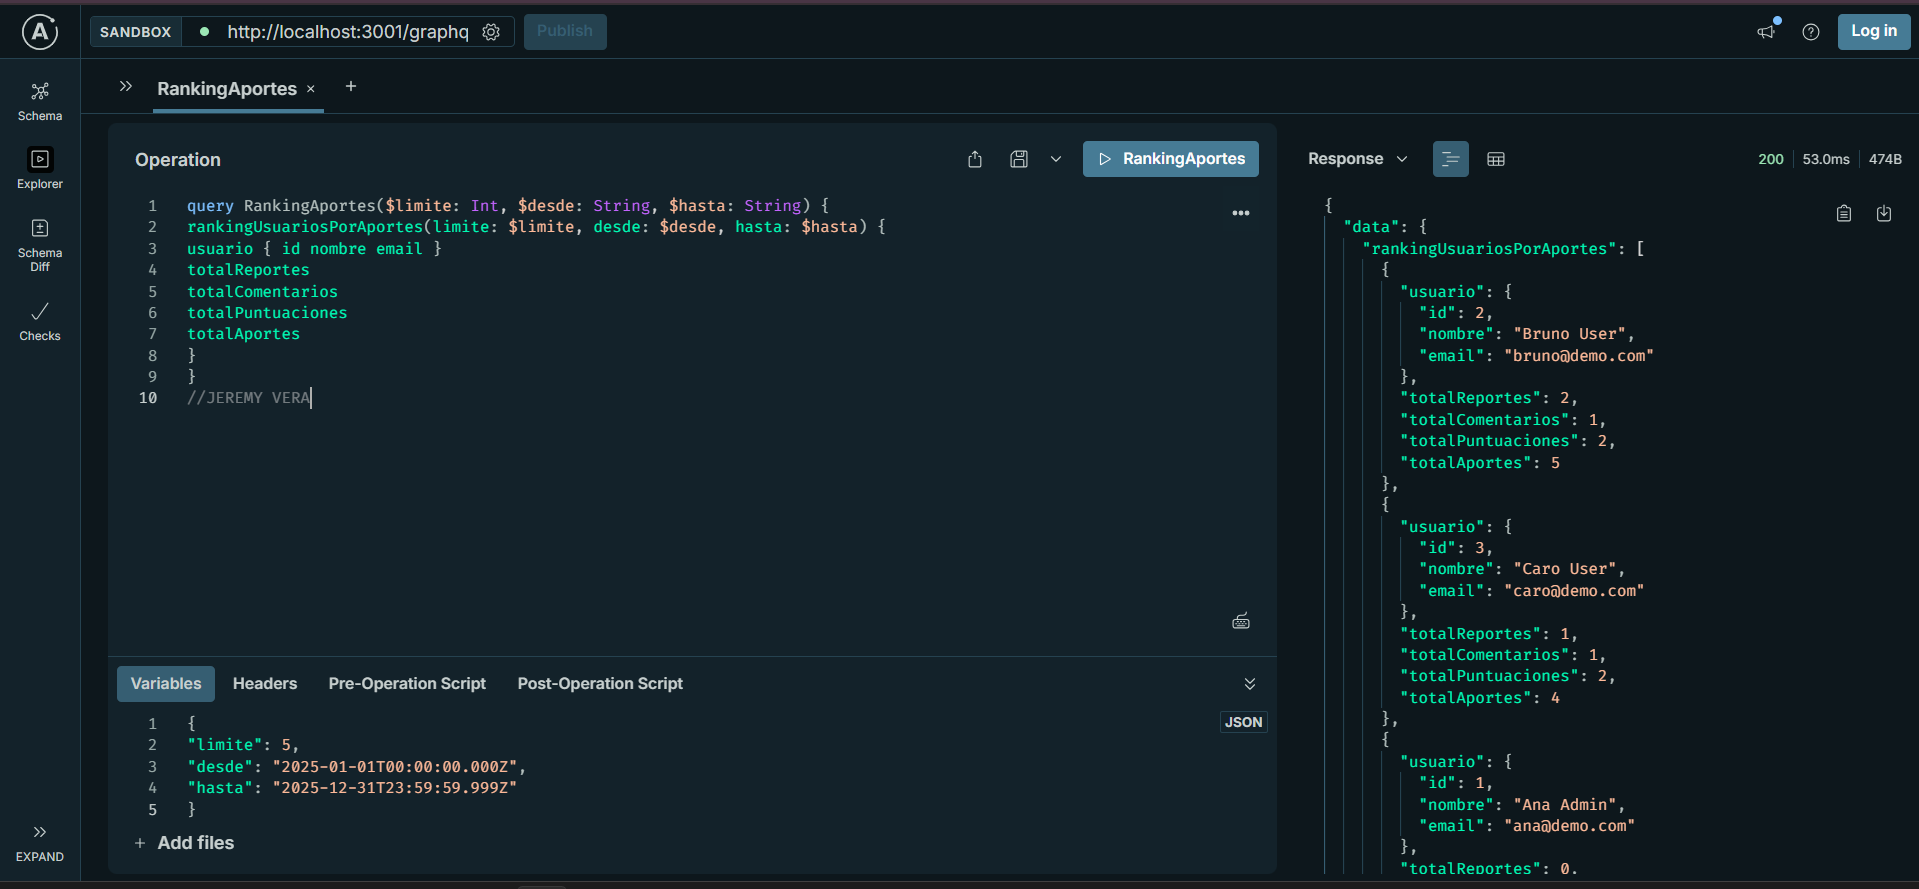 SANDBOX
http://localhost:3001/graphq
Publish
Log in
Schema
Explorer
Schema
Diff
Checks
EXPAND
RankingAportes
Operation
RankingAportes
1 query RankingAportes($limite: Int, $desde: String, $hasta: String) {
2 rankingUsuariosPorAportes(limite: $limite, desde: $desde, hasta: $hasta) {
3 usuario { id nombre email }
4 totalReportes
5 totalComentarios
6 totalPuntuaciones
7 totalAportes
8 }
9 }
10 //JEREMY VERA
Variables Headers Pre-Operation Script Post-Operation Script
JSON
1 {
2 "limite": 5,
3 "desde": "2025-01-01T00:00:00.000Z",
4 "hasta": "2025-12-31T23:59:59.999Z"
5 }
+ Add files
Response
200 53.0ms 474B
{
"data": {
"rankingUsuariosPorAportes": [
{
"usuario": {
"id": 2,
"nombre": "Bruno User",
"email": "bruno@demo.com"
},
"totalReportes": 2,
"totalComentarios": 1,
"totalPuntuaciones": 2,
"totalAportes": 5
},
{
"usuario": {
"id": 3,
"nombre": "Caro User",
"email": "caro@demo.com"
},
"totalReportes": 1,
"totalComentarios": 1,
"totalPuntuaciones": 2,
"totalAportes": 4
},
{
"usuario": {
"id": 1,
"nombre": "Ana Admin",
"email": "ana@demo.com"
},
"totalReportes": 0,